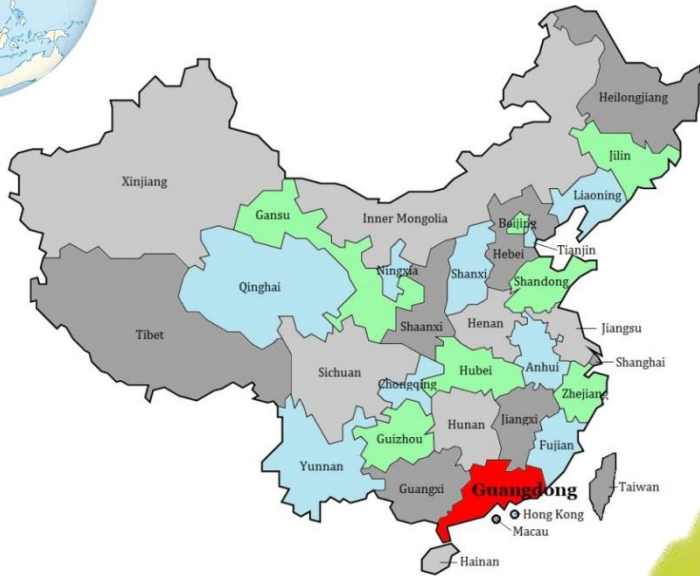 Heilongjiang
Jilin
Xinjiang
Liaoning
Gansu
Inner Mongolia
Beijing
Tianjin
Hebei
Ningxia
Shanxi
Shandong
Qinghai
Henan
Jiangsu
Shaanxi
Tibet
Shanghai
Anhui
Sichuan
Hubei
Chongqing
Zhejiang
Jiangxi
Hunan
Guizhou
Fujian
Yunnan
Guangxi
Guangdong
Taiwan
Hong Kong
Macau
Hainan